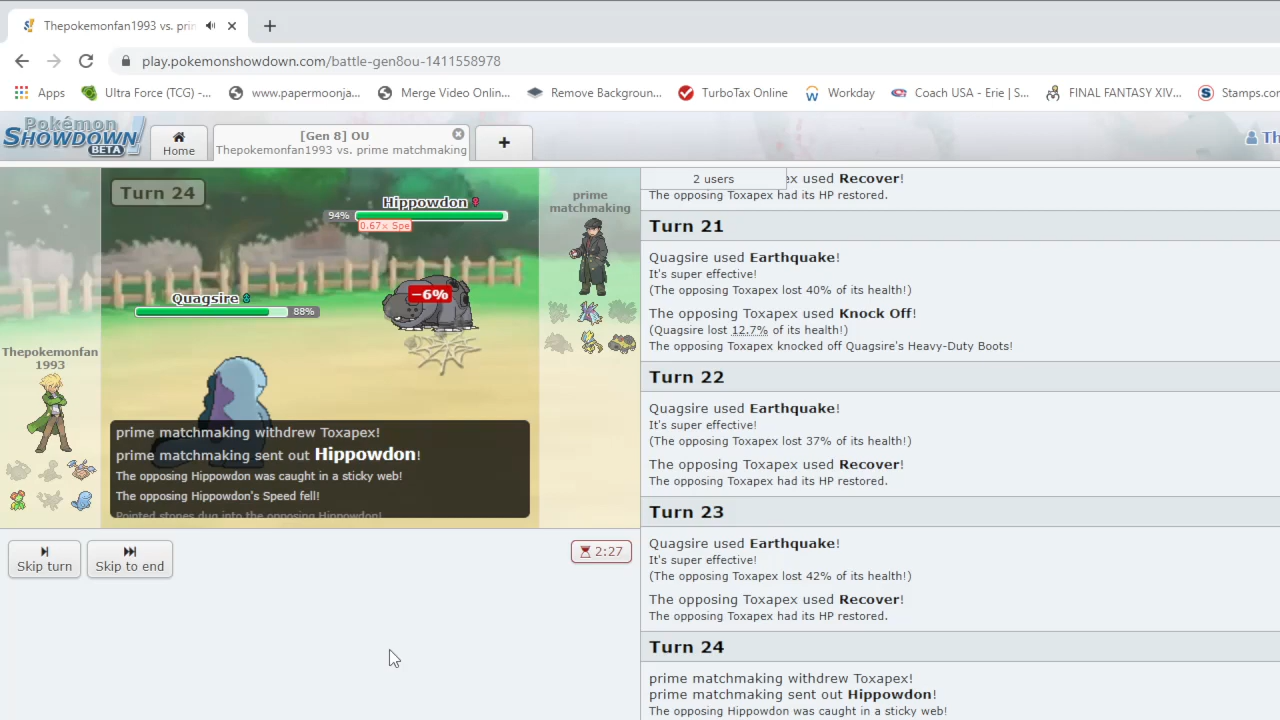 Thepokemonfan1993 vs. prin
play.pokemonshowdown.com/battle-gen8ou-1411558978
Apps
Ultra Force (TCG) -...
www.papermoonja...
Merge Video Onlin...
Remove Backgroun...
TurboTax Online
Workday
Coach USA - Erie | S...
FINAL FANTASY XIV...
Stamps.com
Pokémon
SHOWDOWN!
BETA
Home
[Gen 8] OU
Thepokemonfan1993 vs. prime matchmaking
+
Th
Turn 24
Hippowdon
94%
0.67× Spe
Quagsire
88%
−6%
prime
matchmaking
Thepokemonfan
1993
prime matchmaking withdrew Toxapex!
prime matchmaking sent out Hippowdon!
The opposing Hippowdon was caught in a sticky web!
The opposing Hippowdon's Speed fell!
Pointed stones dug into the opposing Hippowdon!
Skip turn
Skip to end
2:27
2 users
ex used Recover!
The opposing Toxapex had its HP restored.
Turn 21
Quagsire used Earthquake!
It's super effective!
(The opposing Toxapex lost 40% of its health!)
The opposing Toxapex used Knock Off!
(Quagsire lost 12.7% of its health!)
The opposing Toxapex knocked off Quagsire's Heavy-Duty Boots!
Turn 22
Quagsire used Earthquake!
It's super effective!
(The opposing Toxapex lost 37% of its health!)
The opposing Toxapex used Recover!
The opposing Toxapex had its HP restored.
Turn 23
Quagsire used Earthquake!
It's super effective!
(The opposing Toxapex lost 42% of its health!)
The opposing Toxapex used Recover!
The opposing Toxapex had its HP restored.
Turn 24
prime matchmaking withdrew Toxapex!
prime matchmaking sent out Hippowdon!
The opposing Hippowdon was caught in a sticky web!